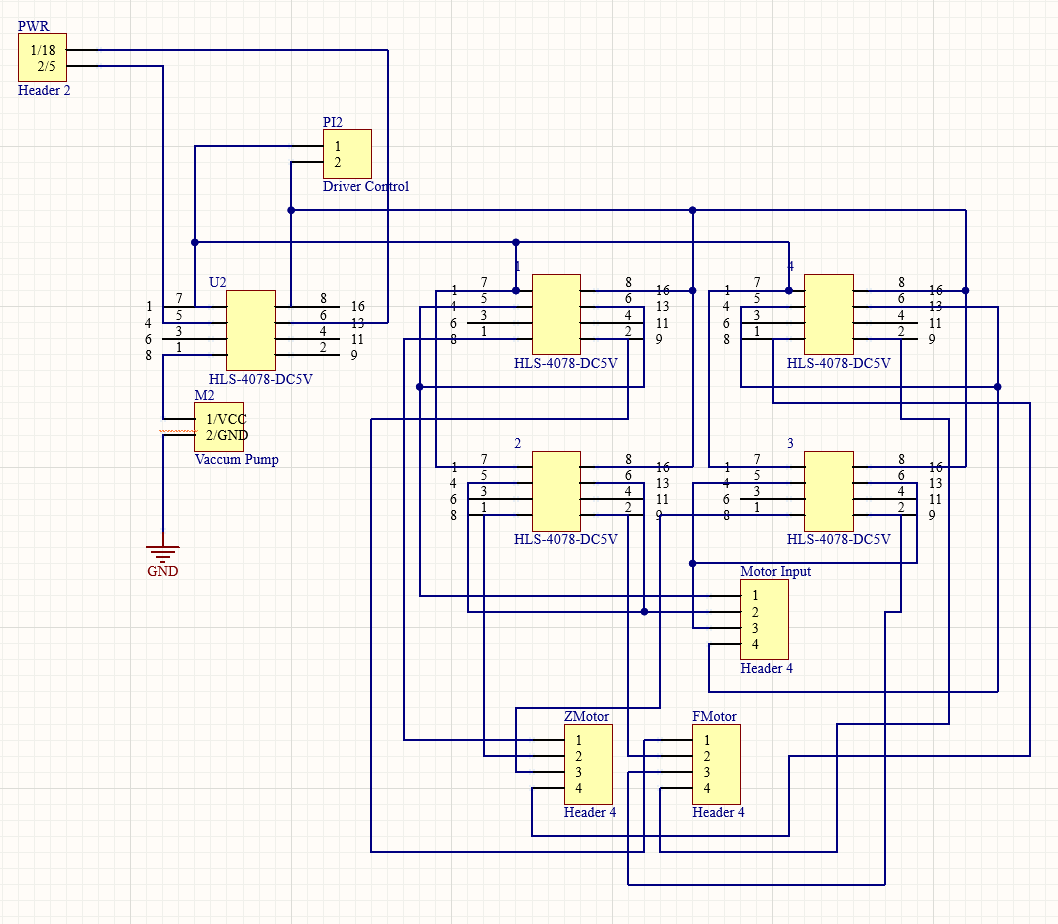 PWR
1/18
2/5
Header 2
PI2
1
2
Driver Control
U2
1 7 8 16
4 5 6 13
6 3 4 11
8 1 2 9
HLS-4078-DC5V
M2
1/VCC
2/GND
Vaccum Pump
GND
1
1 7 8 16
4 5 6 13
6 3 4 11
8 1 2 9
HLS-4078-DC5V
4
1 7 8 16
4 5 6 13
6 3 4 11
8 1 2 9
HLS-4078-DC5V
2
1 7 8 16
4 5 6 13
6 3 4 11
8 1 2 9
HLS-4078-DC5V
3
1 7 8 16
4 5 6 13
6 3 4 11
8 1 2 9
HLS-4078-DC5V
Motor Input
1
2
3
4
Header 4
ZMotor
1
2
3
4
Header 4
FMotor
1
2
3
4
Header 4